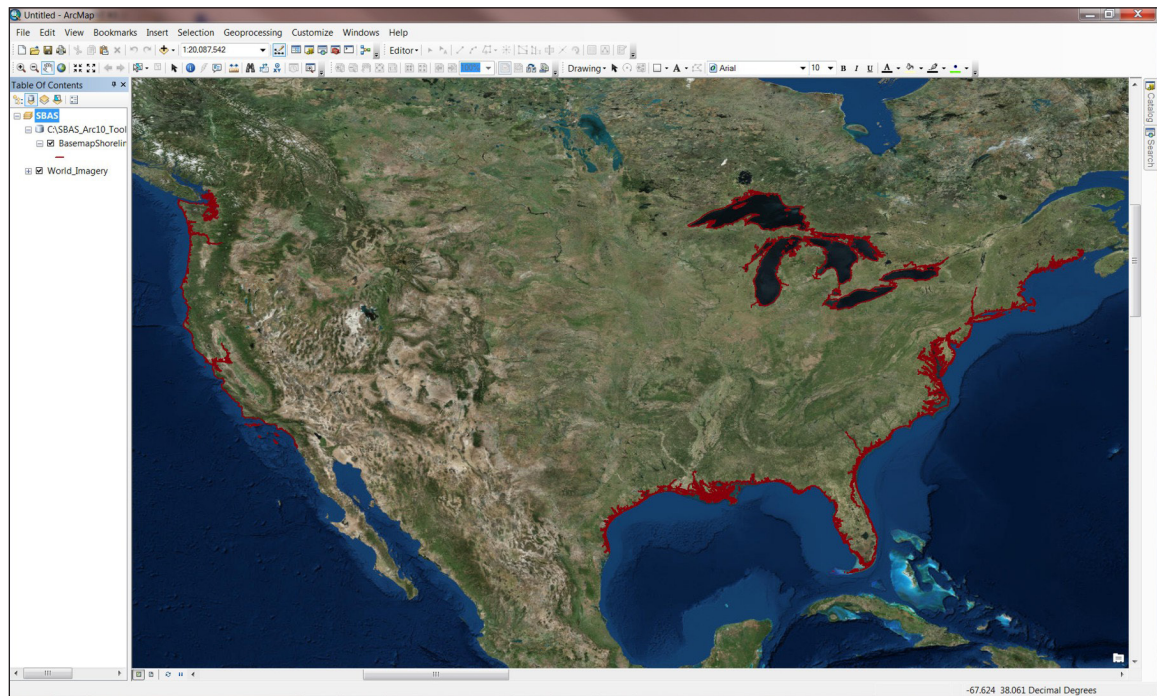 Untitled - ArcMap
File Edit View Bookmarks Insert Selection Geoprocessing Customize Windows Help
1:20,087,542 Editor
Drawing Arial 10 B I U A
Table Of Contents
SBAS
C:\SBAS_Arc10_Tool
BasemapShorelin
World_Imagery
Catalog
Search
-67.624 38.061 Decimal Degrees